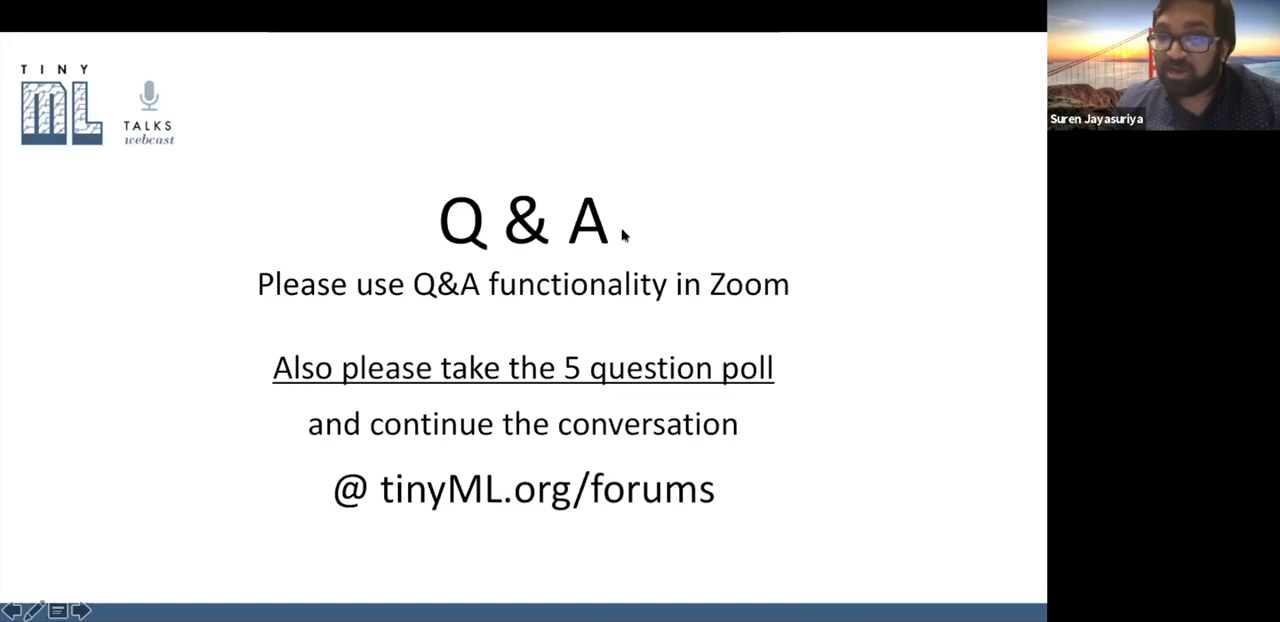 TINY
ML
TALKS
webcast
Suren Jayasuriya
Q & A
Please use Q&A functionality in Zoom
Also please take the 5 question poll
and continue the conversation
@ tinyML.org/forums